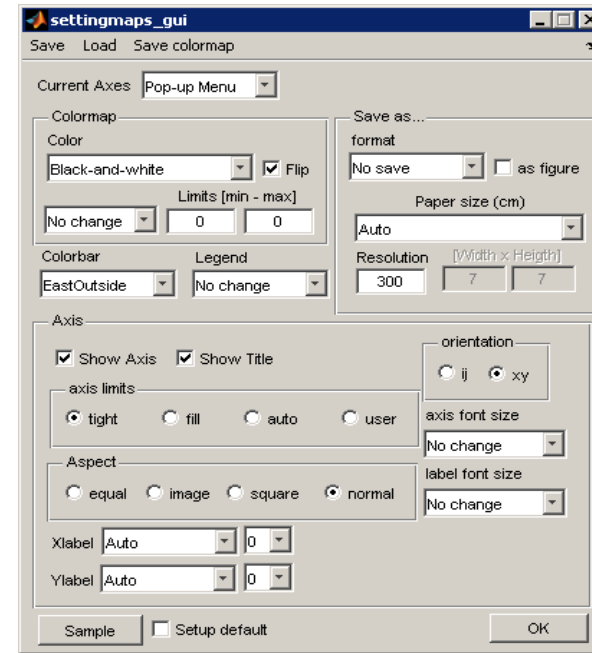 settingmaps_gui
Save Load Save colormap
Current Axes Pop-up Menu
Colormap
Color
Black-and-white Flip
Limits [min - max]
No change 0 0
Colorbar Legend
EastOutside No change
Save as...
format
No save as figure
Paper size (cm)
Auto
Resolution [Width x Heigth]
300 7 7
Axis
Show Axis Show Title
orientation
ij xy
axis limits
tight fill auto user
axis font size
No change
Aspect
equal image square normal
label font size
No change
Xlabel Auto 0
Ylabel Auto 0
Sample Setup default OK